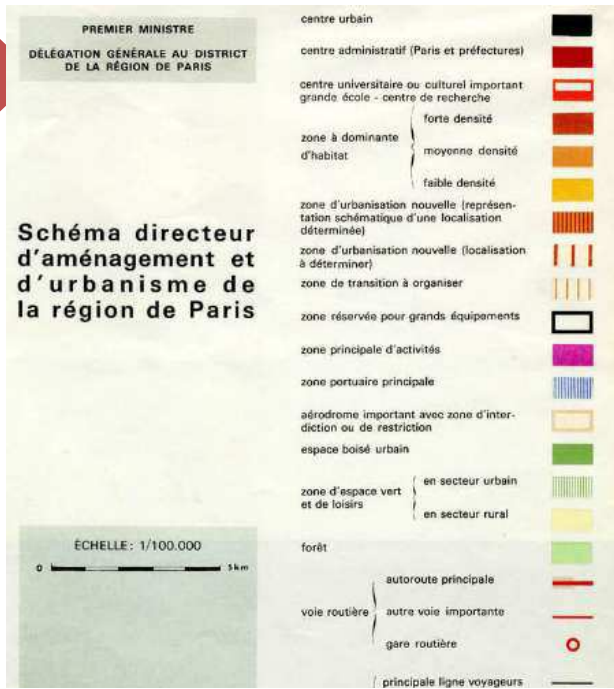 PREMIER MINISTRE
DÉLÉGATION GÉNÉRALE AU DISTRICT
DE LA RÉGION DE PARIS
Schéma directeur
d'aménagement et
d'urbanisme de
la région de Paris
ÉCHELLE: 1/100.000
0 5km
centre urbain
centre administratif (Paris et préfectures)
centre universitaire ou culturel important
grande école - centre de recherche
zone à dominante
d'habitat
forte densité
moyenne densité
faible densité
zone d'urbanisation nouvelle (représen-
tation schématique d'une localisation
déterminée)
zone d'urbanisation nouvelle (localisation
à déterminer)
zone de transition à organiser
zone réservée pour grands équipements
zone principale d'activités
zone portuaire principale
aérodrome important avec zone d'inter-
diction ou de restriction
espace boisé urbain
zone d'espace vert
et de loisirs
en secteur urbain
en secteur rural
forêt
voie routière
autoroute principale
autre voie importante
gare routière
principale ligne voyageurs